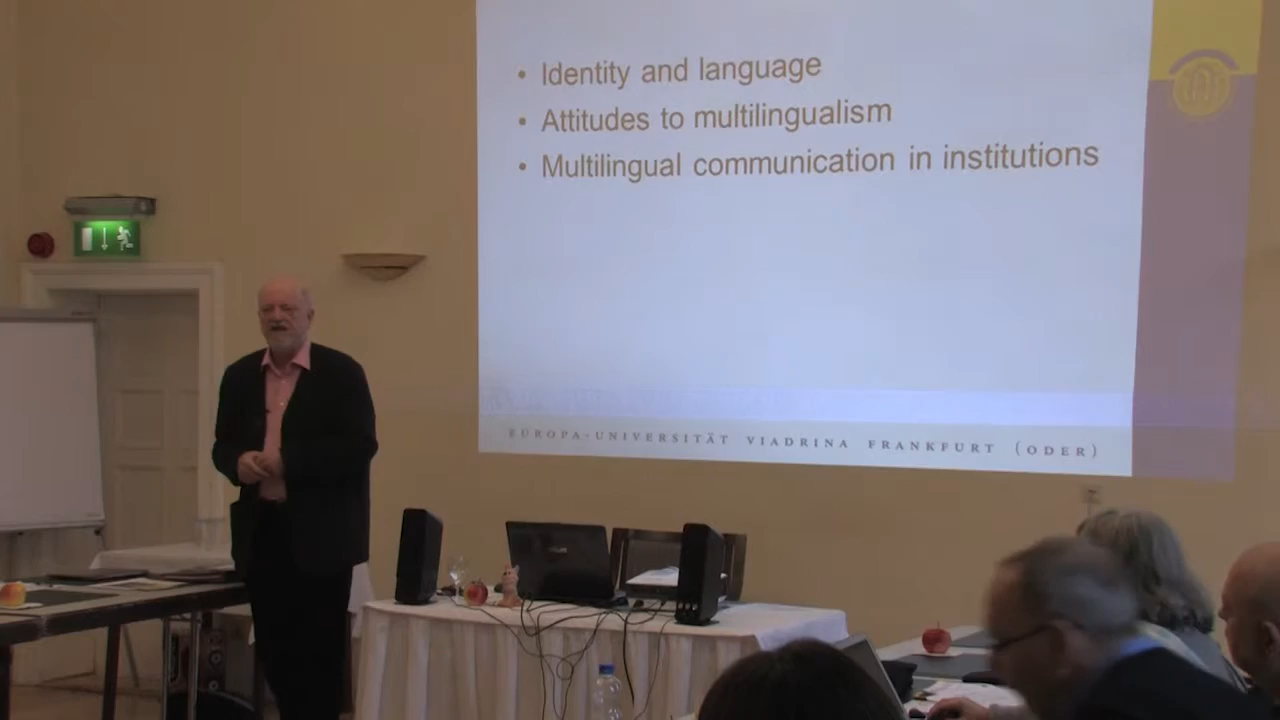 • Identity and language
• Attitudes to multilingualism
• Multilingual communication in institutions
EUROPA-UNIVERSITÄT VIADRINA FRANKFURT (ODER)